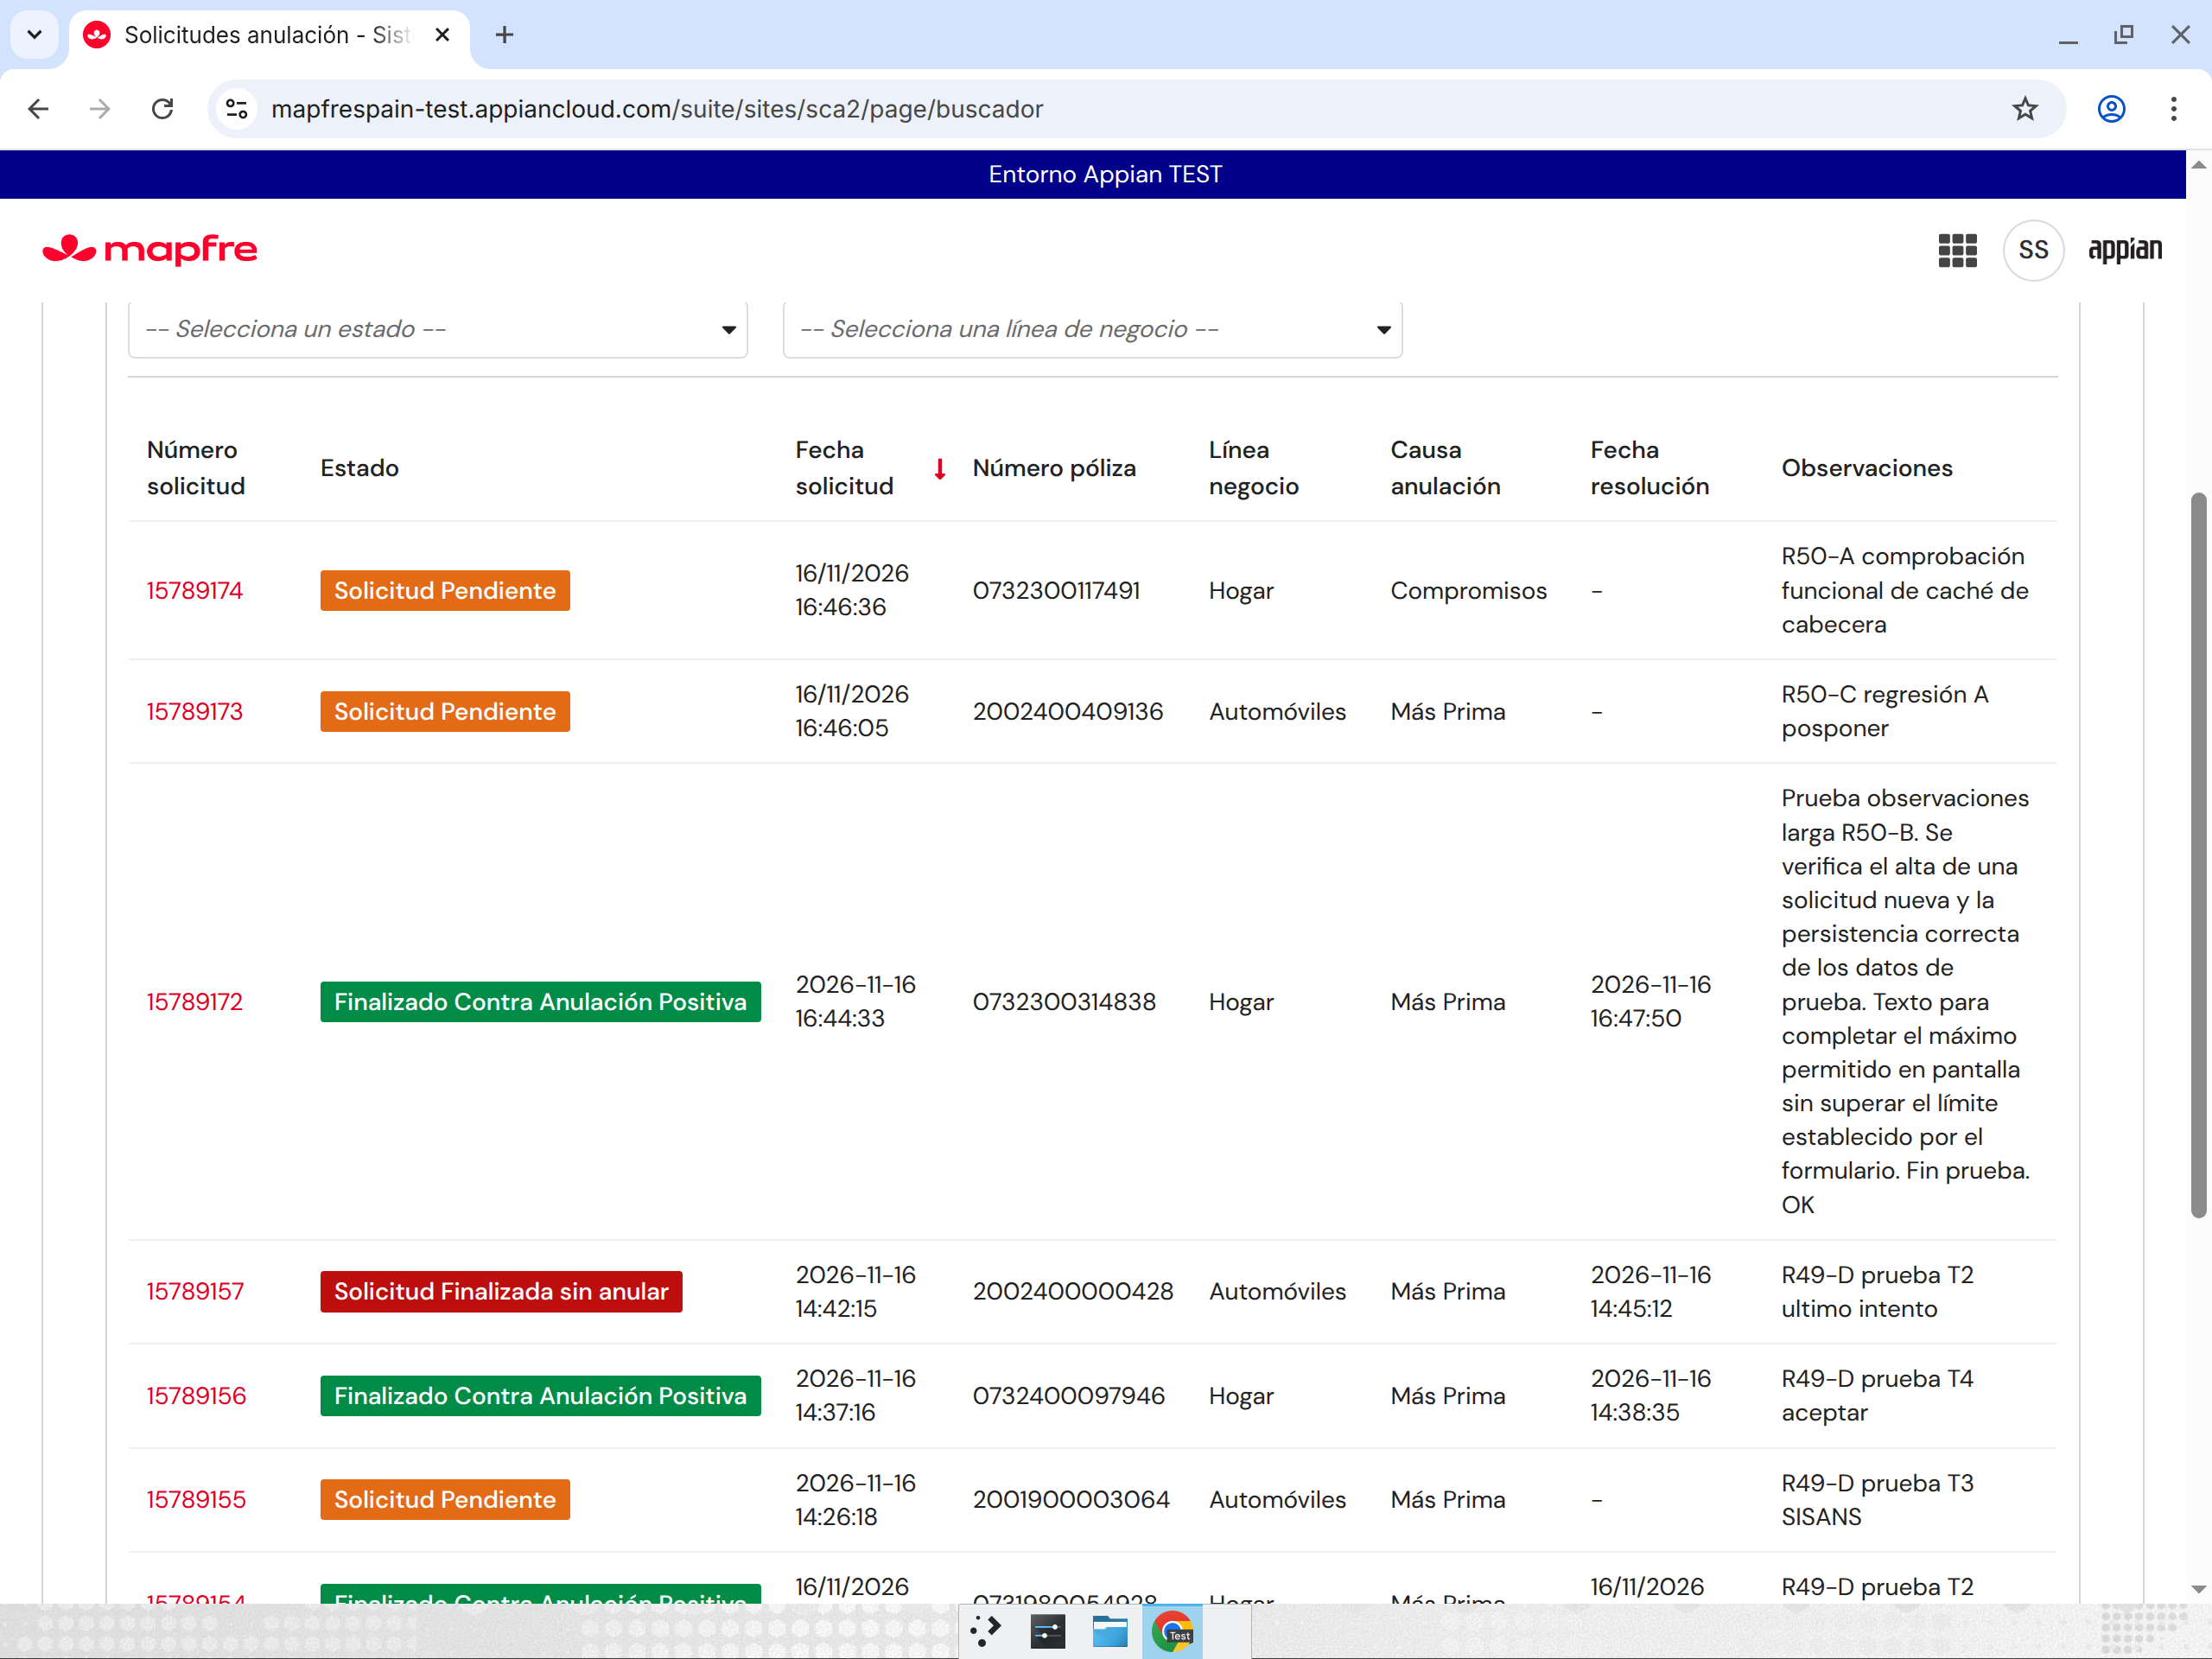 Solicitudes anulación - Sist
mapfrespain-test.appiancloud.com/suite/sites/sca2/page/buscador
Entorno Appian TEST
mapfre
SS
appian
-- Selecciona un estado --
-- Selecciona una línea de negocio --
Número solicitud
Estado
Fecha solicitud
Número póliza
Línea negocio
Causa anulación
Fecha resolución
Observaciones
15789174
Solicitud Pendiente
16/11/2026
16:46:36
0732300117491
Hogar
Compromisos
-
R50-A comprobación
funcional de caché de
cabecera
15789173
Solicitud Pendiente
16/11/2026
16:46:05
2002400409136
Automóviles
Más Prima
-
R50-C regresión A
posponer
15789172
Finalizado Contra Anulación Positiva
2026-11-16
16:44:33
0732300314838
Hogar
Más Prima
2026-11-16
16:47:50
Prueba observaciones
larga R50-B. Se
verifica el alta de una
solicitud nueva y la
persistencia correcta
de los datos de
prueba. Texto para
completar el máximo
permitido en pantalla
sin superar el límite
establecido por el
formulario. Fin prueba.
OK
15789157
Solicitud Finalizada sin anular
2026-11-16
14:42:15
2002400000428
Automóviles
Más Prima
2026-11-16
14:45:12
R49-D prueba T2
ultimo intento
15789156
Finalizado Contra Anulación Positiva
2026-11-16
14:37:16
0732400097946
Hogar
Más Prima
2026-11-16
14:38:35
R49-D prueba T4
aceptar
15789155
Solicitud Pendiente
2026-11-16
14:26:18
2001900003064
Automóviles
Más Prima
-
R49-D prueba T3
SISANS
15789154
Finalizado Contra Anulación Positiva
16/11/2026
0731980054928
Hogar
Más Prima
16/11/2026
R49-D prueba T2
Test